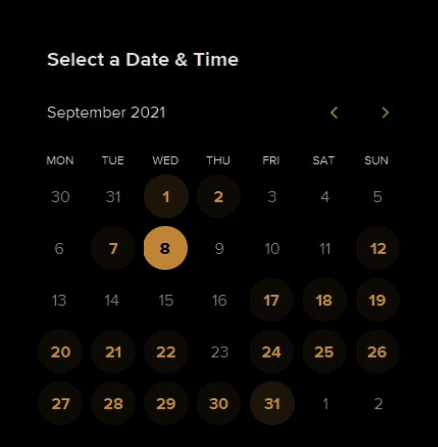 Select a Date & Time
September 2021
MON TUE WED THU FRI SAT SUN
30 31 1 2 3 4 5
6 7 8 9 10 11 12
13 14 15 16 17 18 19
20 21 22 23 24 25 26
27 28 29 30 31 1 2